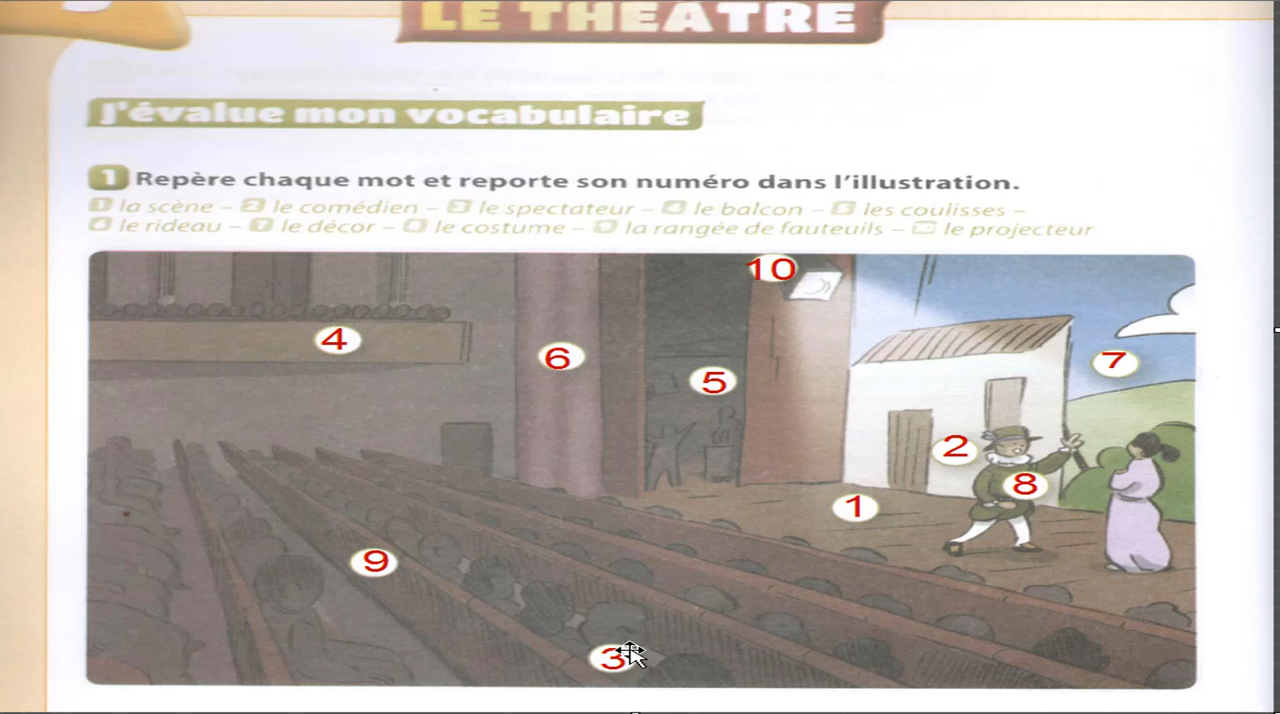 LE THEATRE
J'évalue mon vocabulaire
1 Repère chaque mot et reporte son numéro dans l'illustration.
1 la scène – 2 le comédien – 3 le spectateur – 4 le balcon – 5 les coulisses –
6 le rideau – 7 le décor – 8 le costume – 9 la rangée de fauteuils – 10 le projecteur
10
4
6
7
5
2
8
1
9
3